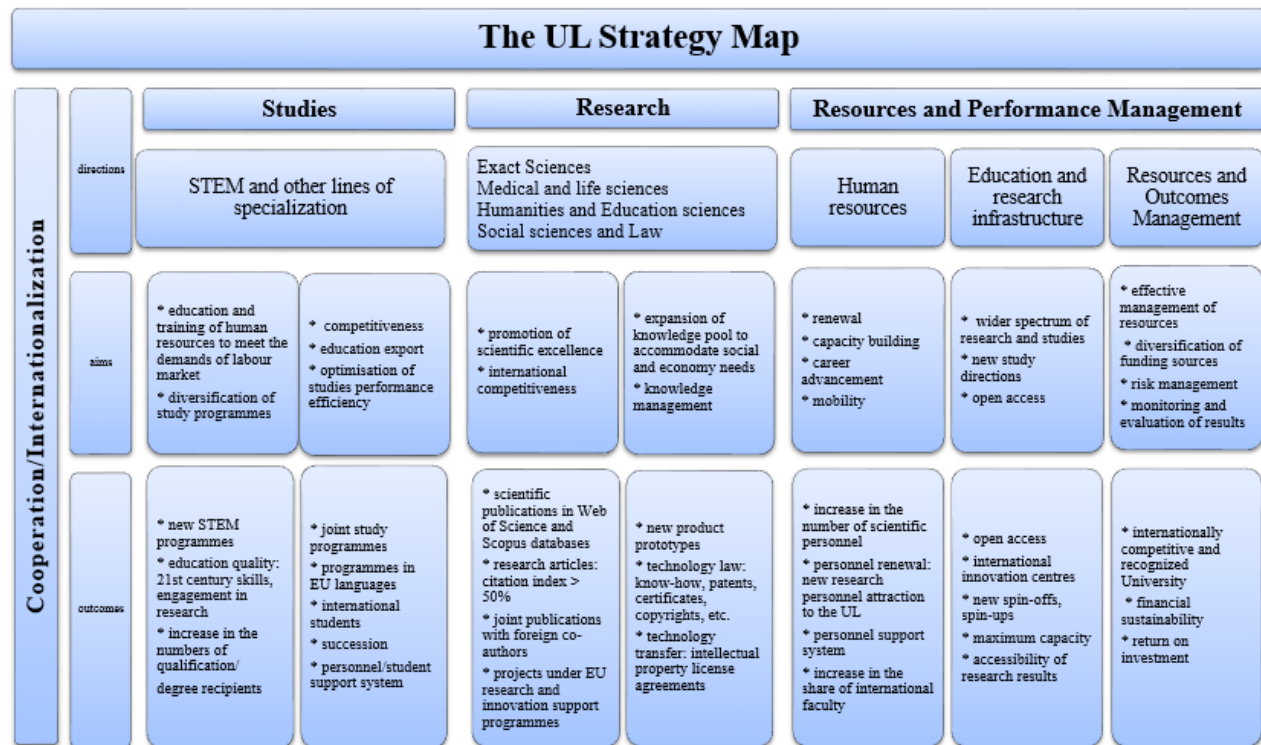 The UL Strategy Map
Cooperation/Internationalization
directions
Studies
Research
Resources and Performance Management
STEM and other lines of
specialization
Exact Sciences
Medical and life sciences
Humanities and Education sciences
Social sciences and Law
Human
resources
Education and
research
infrastructure
Resources and
Outcomes
Management
aims
* education and
training of human
resources to meet the
demands of labour
market
* diversification of
study programmes
* competitiveness
* education export
* optimisation of
studies performance
efficiency
* promotion of
scientific excellence
* international
competitiveness
* expansion of
knowledge pool to
accommodate social
and economy needs
* knowledge
management
* renewal
* capacity building
* career
advancement
* mobility
* wider spectrum of
research and studies
* new study
directions
* open access
* effective
management of
resources
* diversification of
funding sources
* risk management
* monitoring and
evaluation of results
outcomes
* new STEM
programmes
* education quality:
21st century skills,
engagement in
research
* increase in the
numbers of
qualification/
degree recipients
* joint study
programmes
* programmes in
EU languages
* international
students
* succession
* personnel/student
support system
* scientific
publications in Web
of Science and
Scopus databases
* research articles:
citation index >
50%
* joint publications
with foreign co-
authors
* projects under EU
research and
innovation support
programmes
* new product
prototypes
* technology law:
know-how, patents,
certificates,
copyrights, etc.
* technology
transfer: intellectual
property license
agreements
* increase in the
number of scientific
personnel
* personnel renewal:
new research
personnel attraction
to the UL
* personnel support
system
* increase in the
share of international
faculty
* open access
* international
innovation centres
* new spin-offs,
spin-ups
* maximum capacity
* accessibility of
research results
* internationally
competitive and
recognized
University
* financial
sustainability
* return on
investment